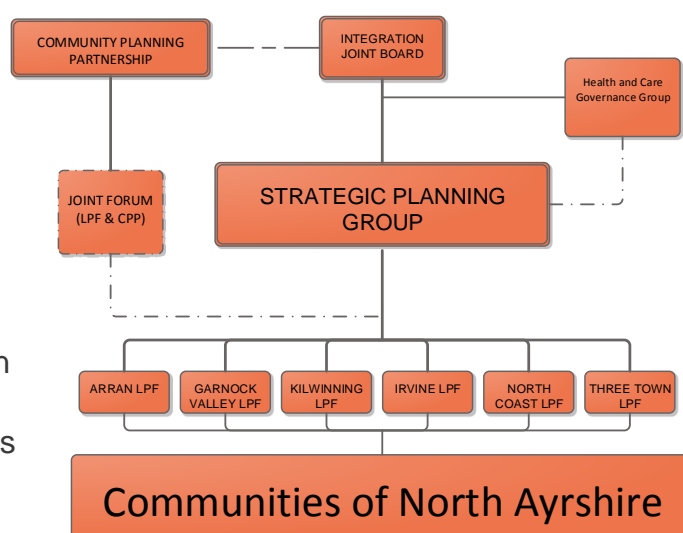 COMMUNITY PLANNING
PARTNERSHIP
INTEGRATION
JOINT BOARD
Health and Care
Governance Group
JOINT FORUM
(LPF & CPP)
STRATEGIC PLANNING
GROUP
n
s
ARRAN LPF
GARNOCK
VALLEY LPF
KILWINNING
LPF
IRVINE LPF
NORTH
COAST LPF
THREE TOWN
LPF
Communities of North Ayrshire